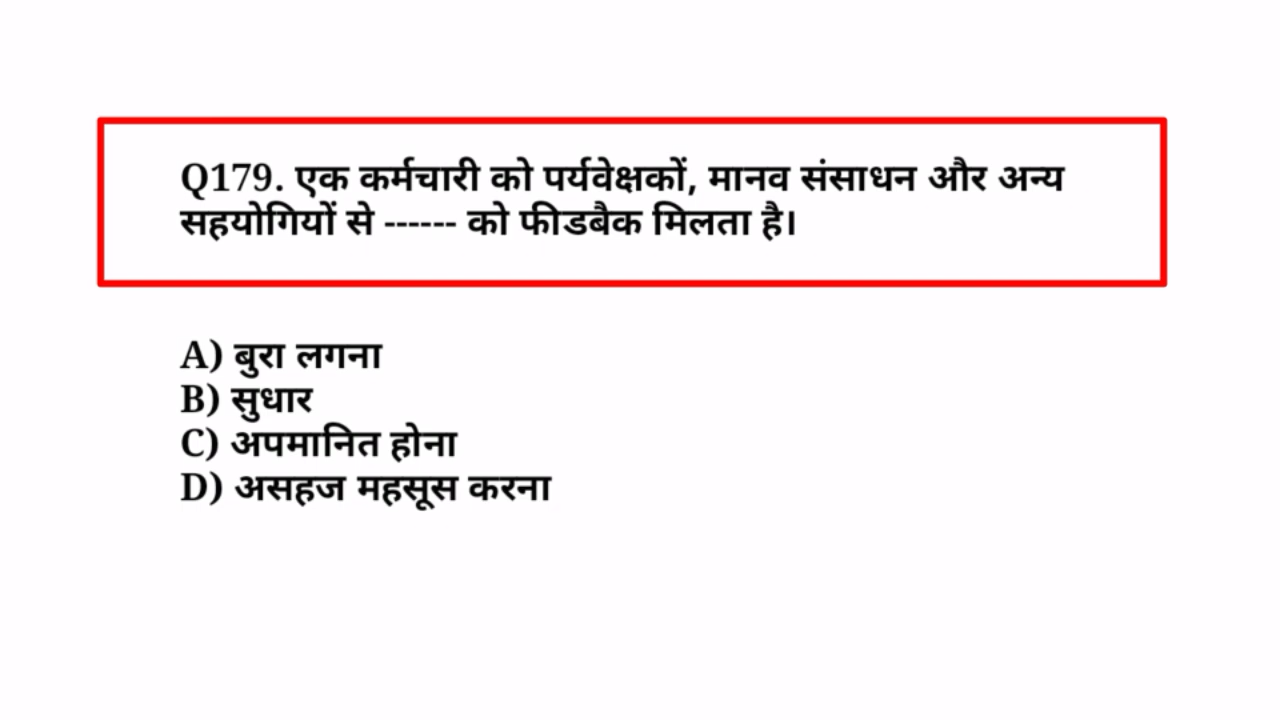 Q179. एक कर्मचारी को पर्यवेक्षकों, मानव संसाधन और अन्य
सहयोगियों से ------ को फीडबैक मिलता है।
A) बुरा लगना
B) सुधार
C) अपमानित होना
D) असहज महसूस करना